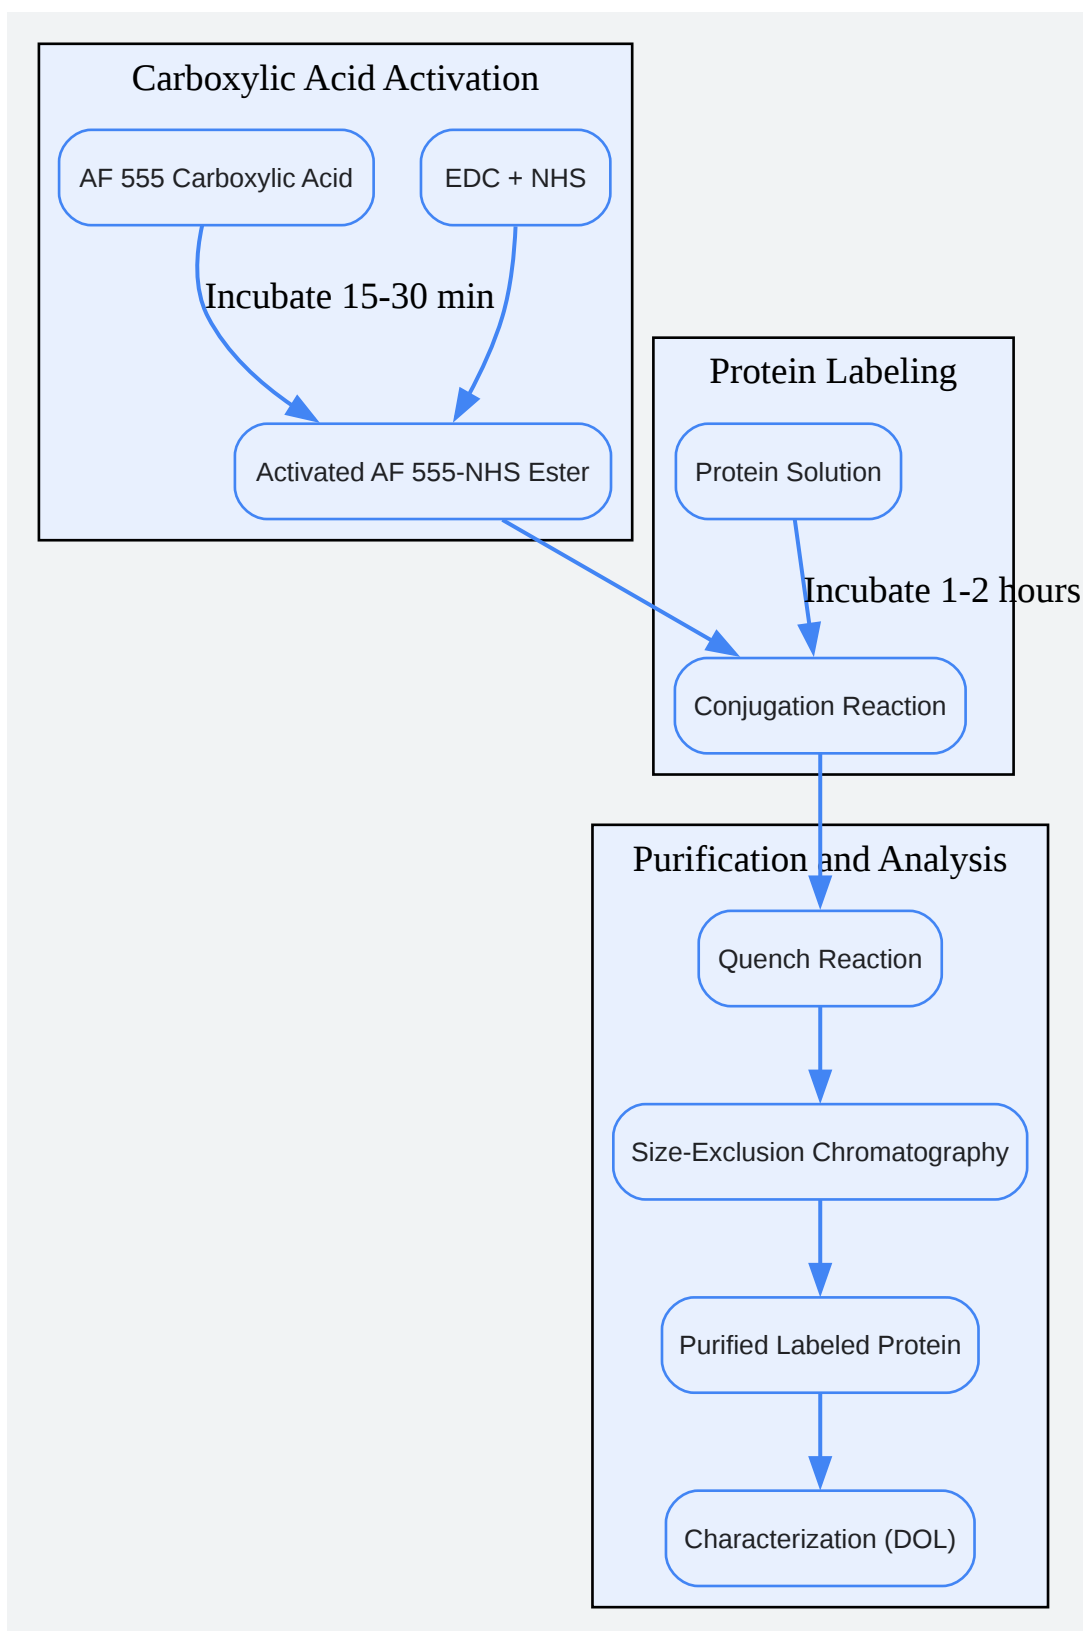 Carboxylic Acid Activation
AF 555 Carboxylic Acid
EDC + NHS
Incubate 15-30 min
Activated AF 555-NHS Ester
Protein Labeling
Protein Solution
Incubate 1-2 hours
Conjugation Reaction
Purification and Analysis
Quench Reaction
Size-Exclusion Chromatography
Purified Labeled Protein
Characterization (DOL)